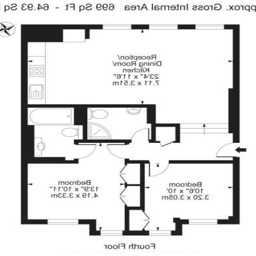 pprox. Gross Internal Area 699 Sq Ft - 64.93 Sq
Reception/
Dining Room/
Kitchen
23'4 x 11'6"
7.11 x 3.51m
Bedroom
13'9" x 10'11"
4.19 x 3.33m
Bedroom
10'6 x 10'
3.20 x 3.05m
Fourth Floor